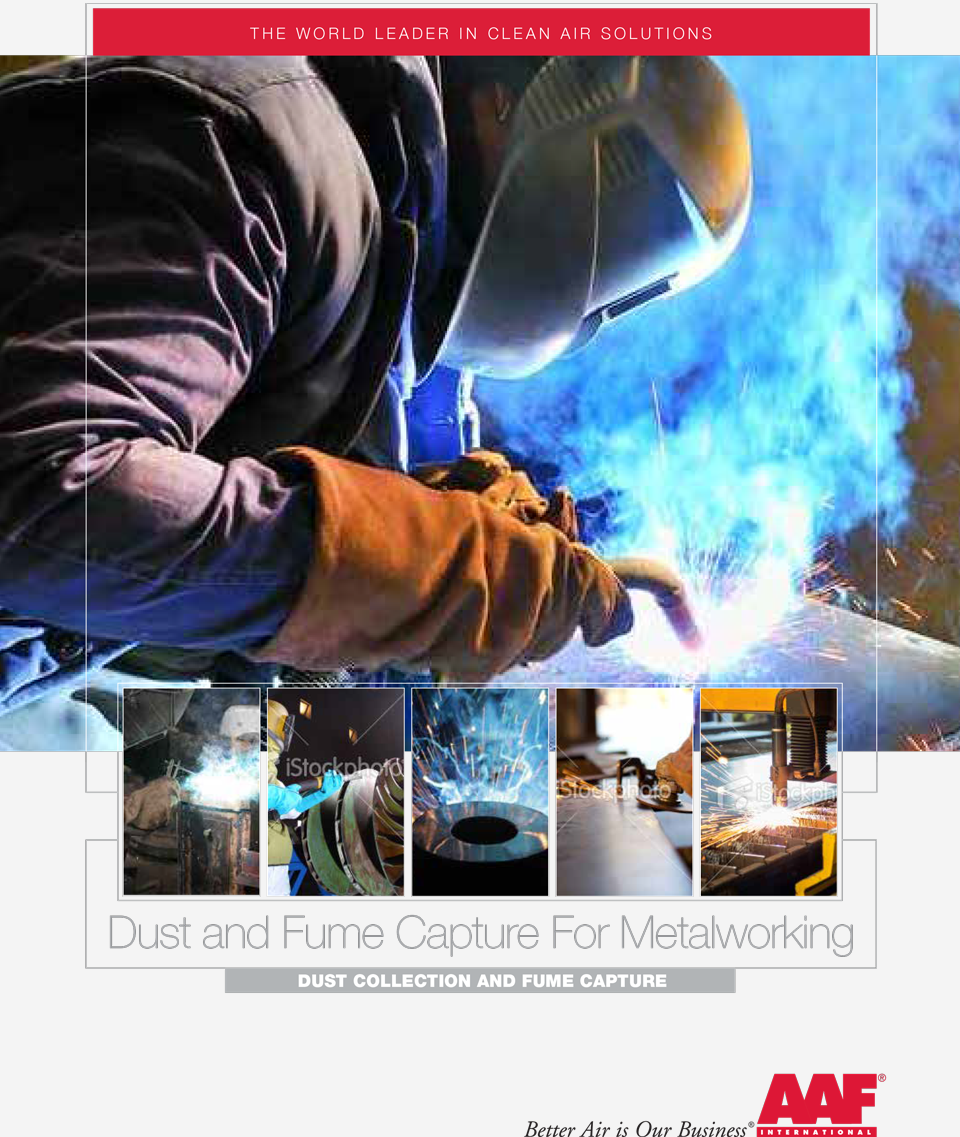 THE WORLD LEADER IN CLEAN AIR SOLUTIONS
iStockphoto
iStockphoto
iStockph
Dust and Fume Capture For Metalworking
DUST COLLECTION AND FUME CAPTURE
Better Air is Our Business®
AAF®
INTERNATIONAL